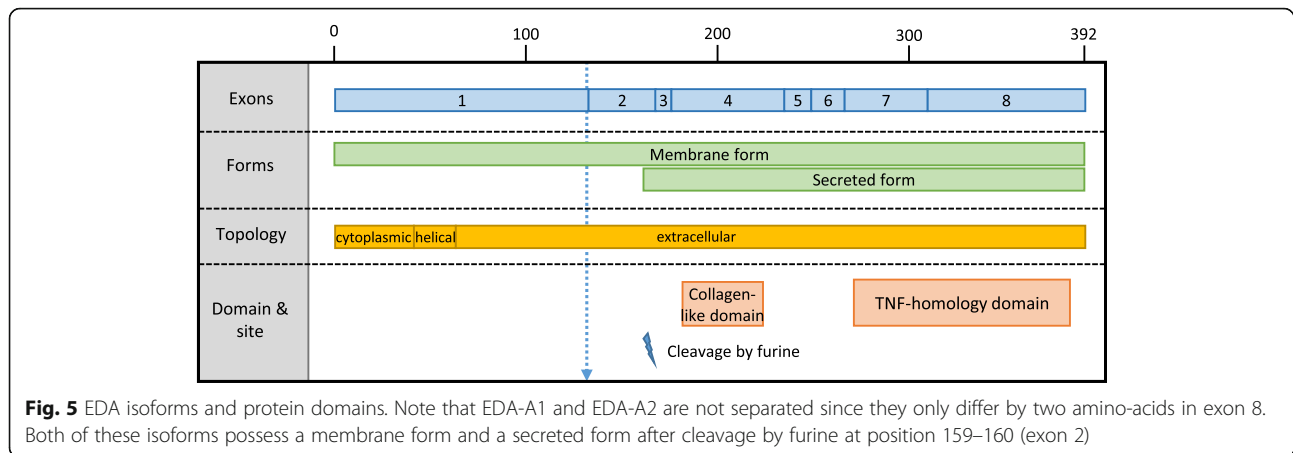 0 100 200 300 392
Exons
1 2 3 4 5 6 7 8
Forms
Membrane form
Secreted form
Topology
cytoplasmic helical extracellular
Domain &
site
Collagen-
like domain
TNF-homology domain
Cleavage by furine
Fig. 5 EDA isoforms and protein domains. Note that EDA-A1 and EDA-A2 are not separated since they only differ by two amino-acids in exon 8.
Both of these isoforms possess a membrane form and a secreted form after cleavage by furine at position 159–160 (exon 2)